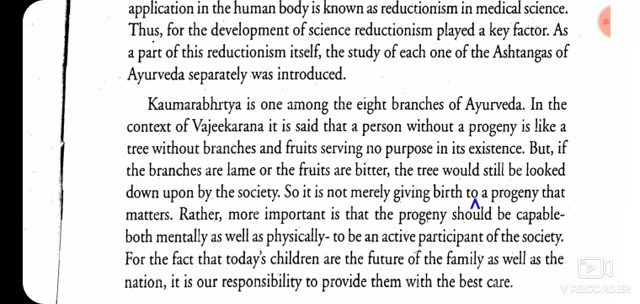 application in the human body is known as reductionism in medical science.
Thus, for the development of science reductionism played a key factor. As
a part of this reductionism itself, the study of each one of the Ashtangas of
Ayurveda separately was introduced.
Kaumarabhrtya is one among the eight branches of Ayurveda. In the
context of Vajeekarana it is said that a person without a progeny is like a
tree without branches and fruits serving no purpose in its existence. But, if
the branches are lame or the fruits are bitter, the tree would still be looked
down upon by the society. So it is not merely giving birth to a progeny that
matters. Rather, more important is that the progeny should be capable-
both mentally as well as physically- to be an active participant of the society.
For the fact that today's children are the future of the family as well as the
nation, it is our responsibility to provide them with the best care.
V RECORDER